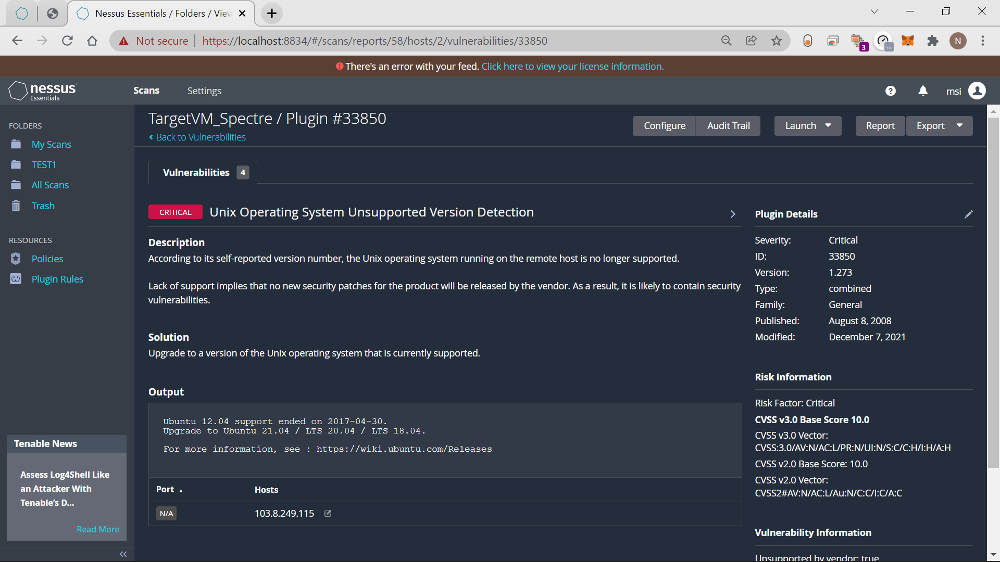 Nessus Essentials / Folders / View
Not secure https://localhost:8834/#/scans/reports/58/hosts/2/vulnerabilities/33850
3
N
There's an error with your feed. Click here to view your license information.
nessus
Essentials
Scans
Settings
msi
FOLDERS
My Scans
TEST1
All Scans
Trash
RESOURCES
Policies
Plugin Rules
Tenable News
Assess Log4Shell Like
an Attacker With
Tenable's D...
Read More
TargetVM_Spectre / Plugin #33850
Back to Vulnerabilities
Configure
Audit Trail
Launch
Report
Export
Vulnerabilities 4
CRITICAL Unix Operating System Unsupported Version Detection
Description
According to its self-reported version number, the Unix operating system running on the remote host is no longer supported.
Lack of support implies that no new security patches for the product will be released by the vendor. As a result, it is likely to contain security
vulnerabilities.
Solution
Upgrade to a version of the Unix operating system that is currently supported.
Output
Ubuntu 12.04 support ended on 2017-04-30.
Upgrade to Ubuntu 21.04 / LTS 20.04 / LTS 18.04.
For more information, see : https://wiki.ubuntu.com/Releases
Port Hosts
N/A 103.8.249.115
Plugin Details
Severity: Critical
ID: 33850
Version: 1.273
Type: combined
Family: General
Published: August 8, 2008
Modified: December 7, 2021
Risk Information
Risk Factor: Critical
CVSS v3.0 Base Score 10.0
CVSS v3.0 Vector:
CVSS:3.0/AV:N/AC:L/PR:N/UI:N/S:C/C:H/I:H/A:H
CVSS v2.0 Base Score: 10.0
CVSS v2.0 Vector:
CVSS2#AV:N/AC:L/Au:N/C:C/I:C/A:C
Vulnerability Information
Unsupported by vendor: true